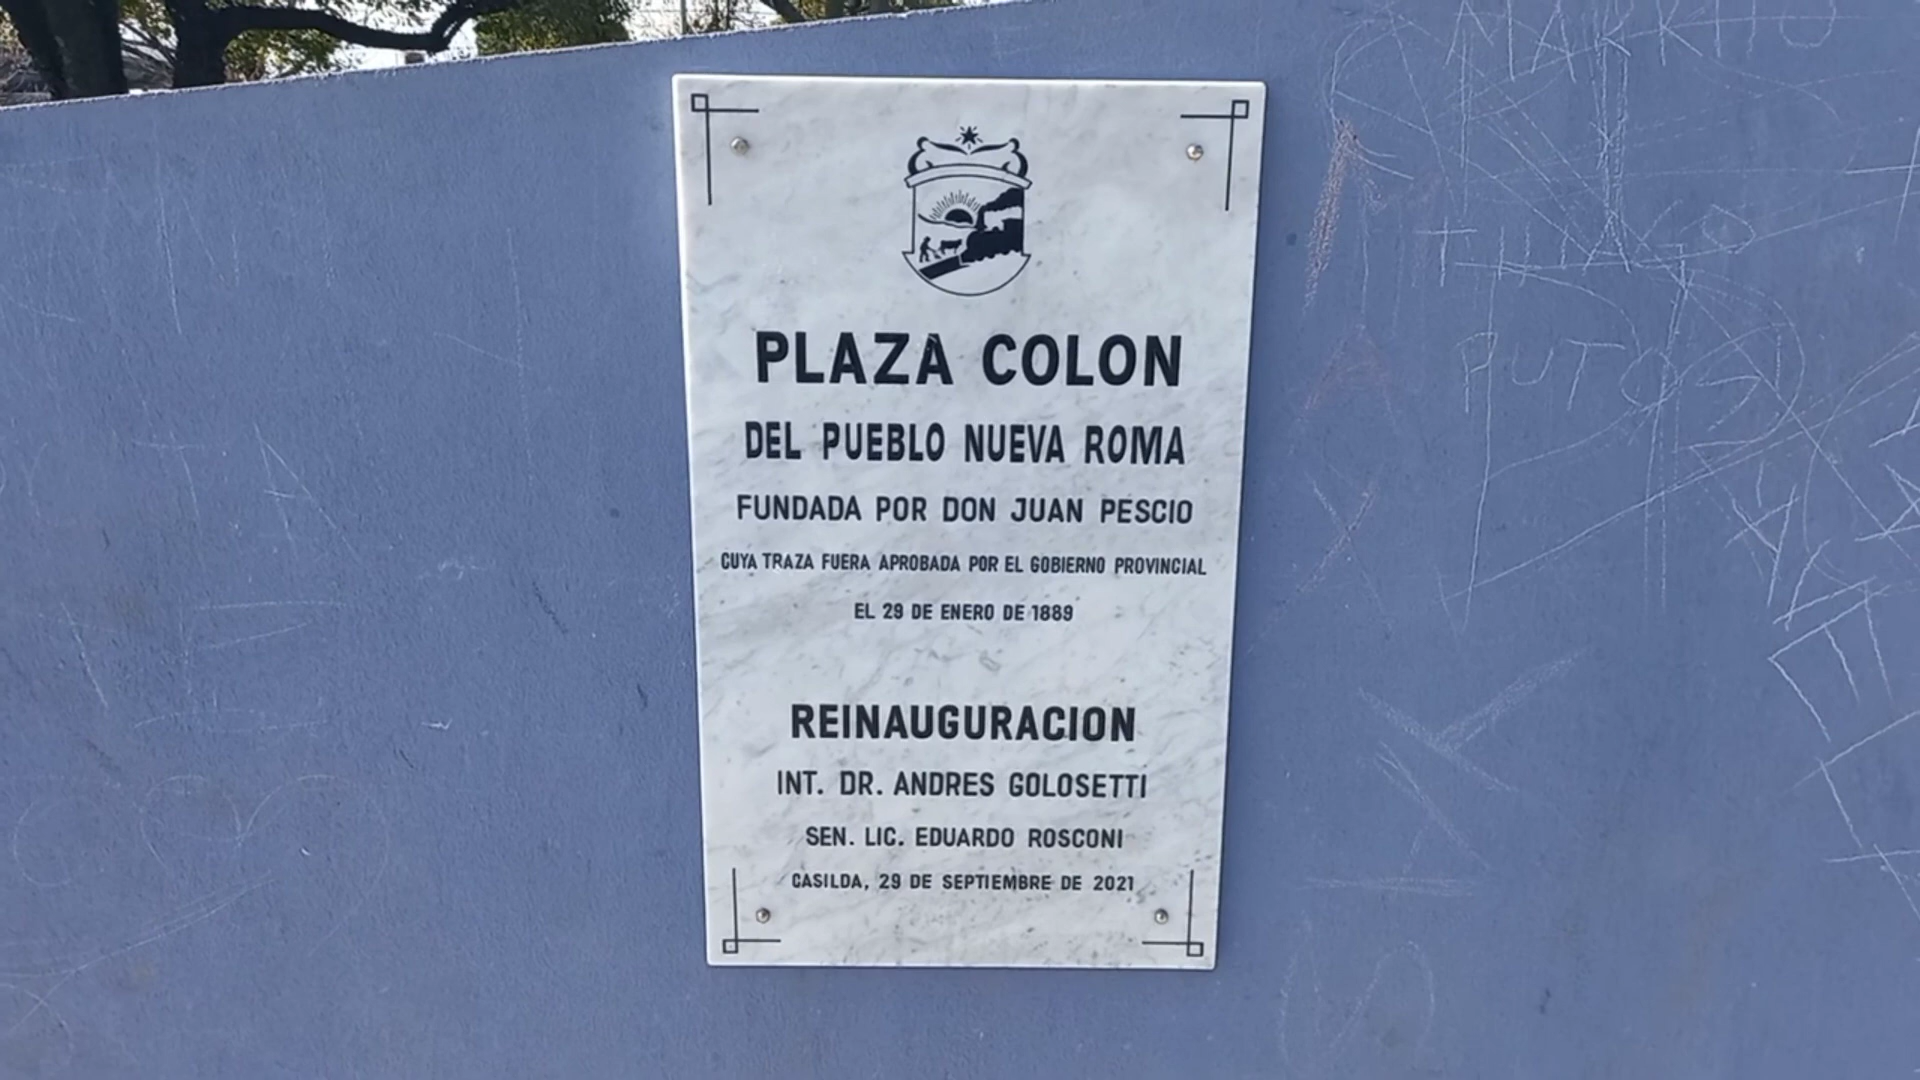 PLAZA COLON
DEL PUEBLO NUEVA ROMA
FUNDADA POR DON JUAN PESCIO
CUYA TRAZA FUERA APROBADA POR EL GOBIERNO PROVINCIAL
EL 29 DE ENERO DE 1889
REINAUGURACION
INT. DR. ANDRES GOLOSETTI
SEN. LIC. EDUARDO ROSCONI
CASILDA, 29 DE SEPTIEMBRE DE 2021
PUTOS